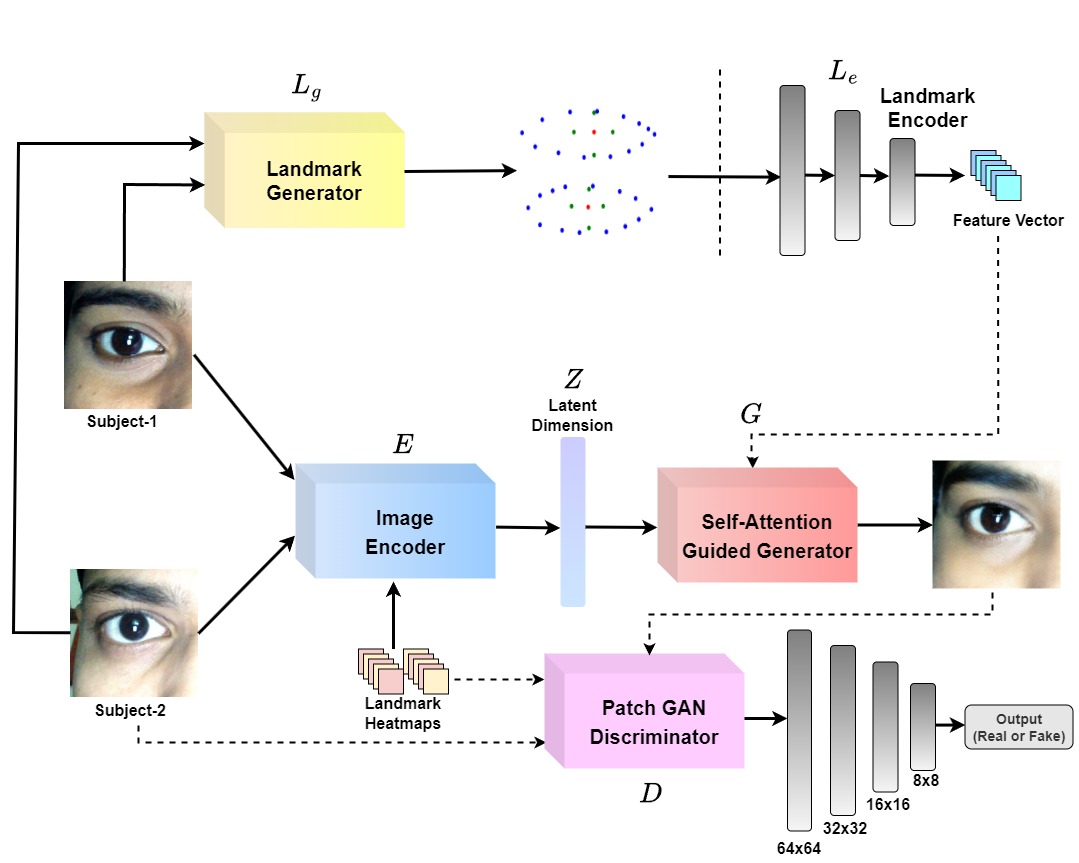 L_g
Landmark
Generator
L_e
Landmark
Encoder
Feature Vector
Subject-1
E
Image
Encoder
Z
Latent
Dimension
G
Self-Attention
Guided Generator
Subject-2
Landmark
Heatmaps
Patch GAN
Discriminator
D
64x64
32x32
16x16
8x8
Output
(Real or Fake)